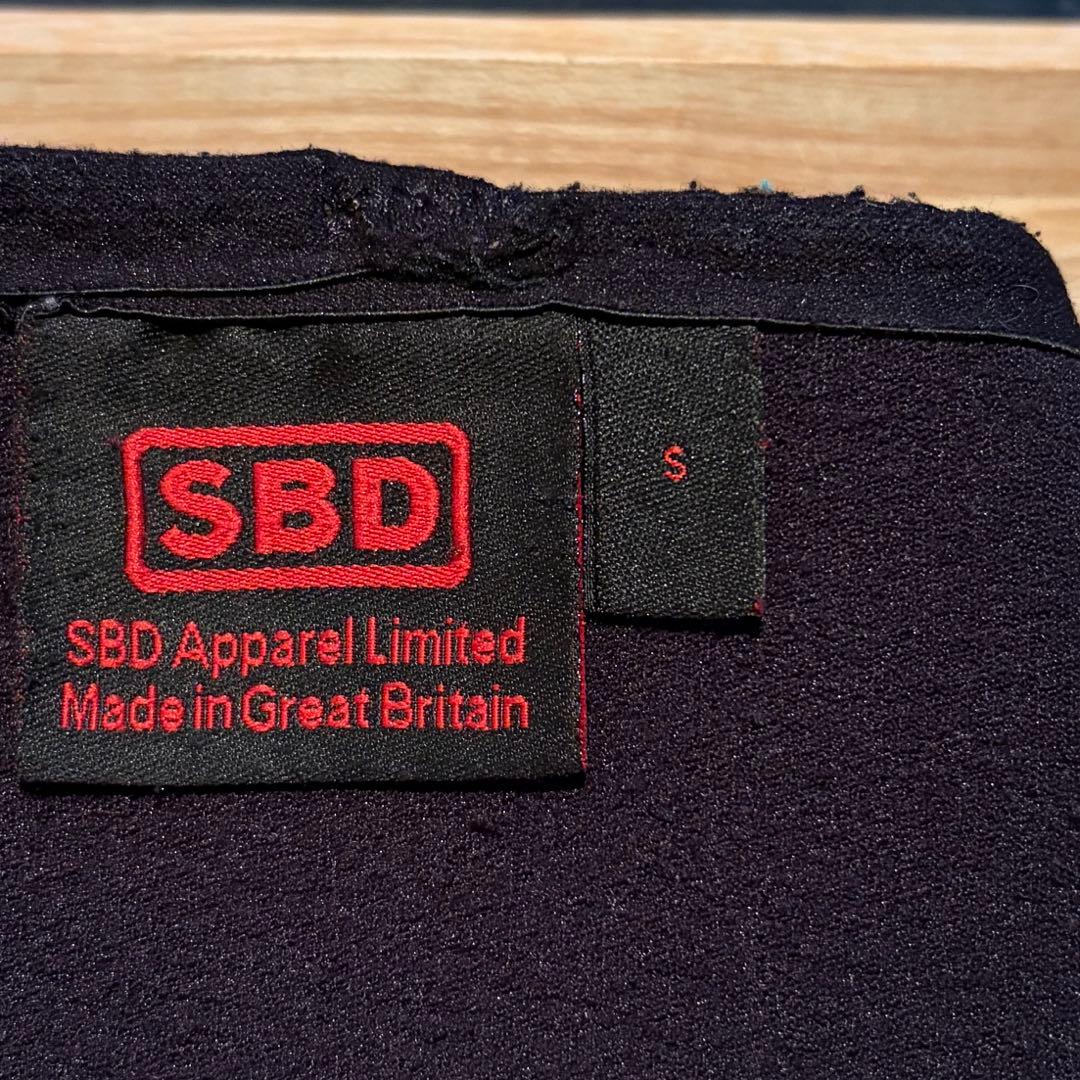 SBD
SBD Apparel Limited
Made in Great Britain
S